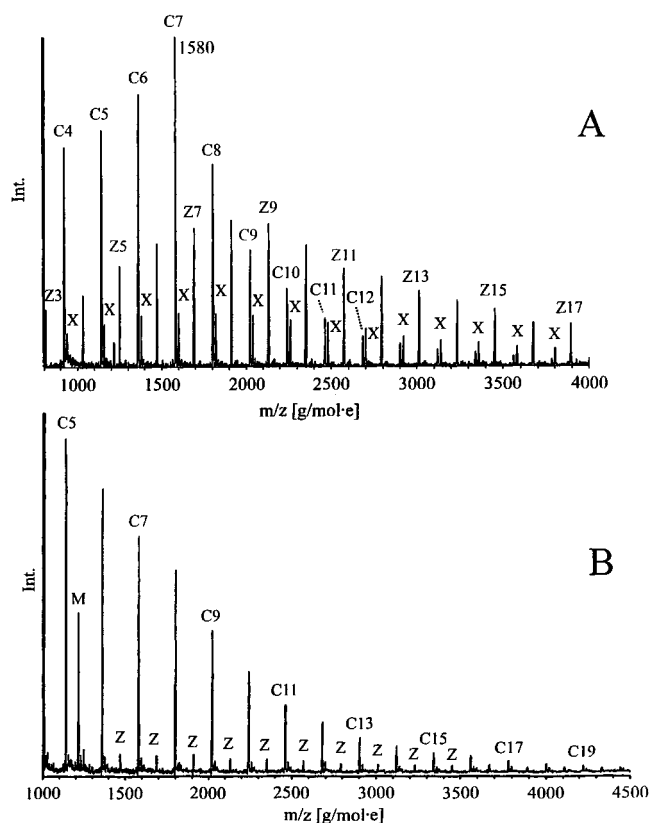 C7
1580
C6
A
C5
C4
C8
Int.
Z7
Z9
Z5
C9
Z11
C10
Z13
C11
Z3
X
X
X
X
X
X
X
C12
X
X
X
X
X
X
Z15
Z17
1000 1500 2000 2500 3000 3500 4000
m/z [g/mol·e]
C5
C7
B
M
Int.
C9
C11
C13
C15
C17
C19
Z Z Z Z Z Z Z Z Z Z
1000 1500 2000 2500 3000 3500 4000 4500
m/z [g/mol·e]